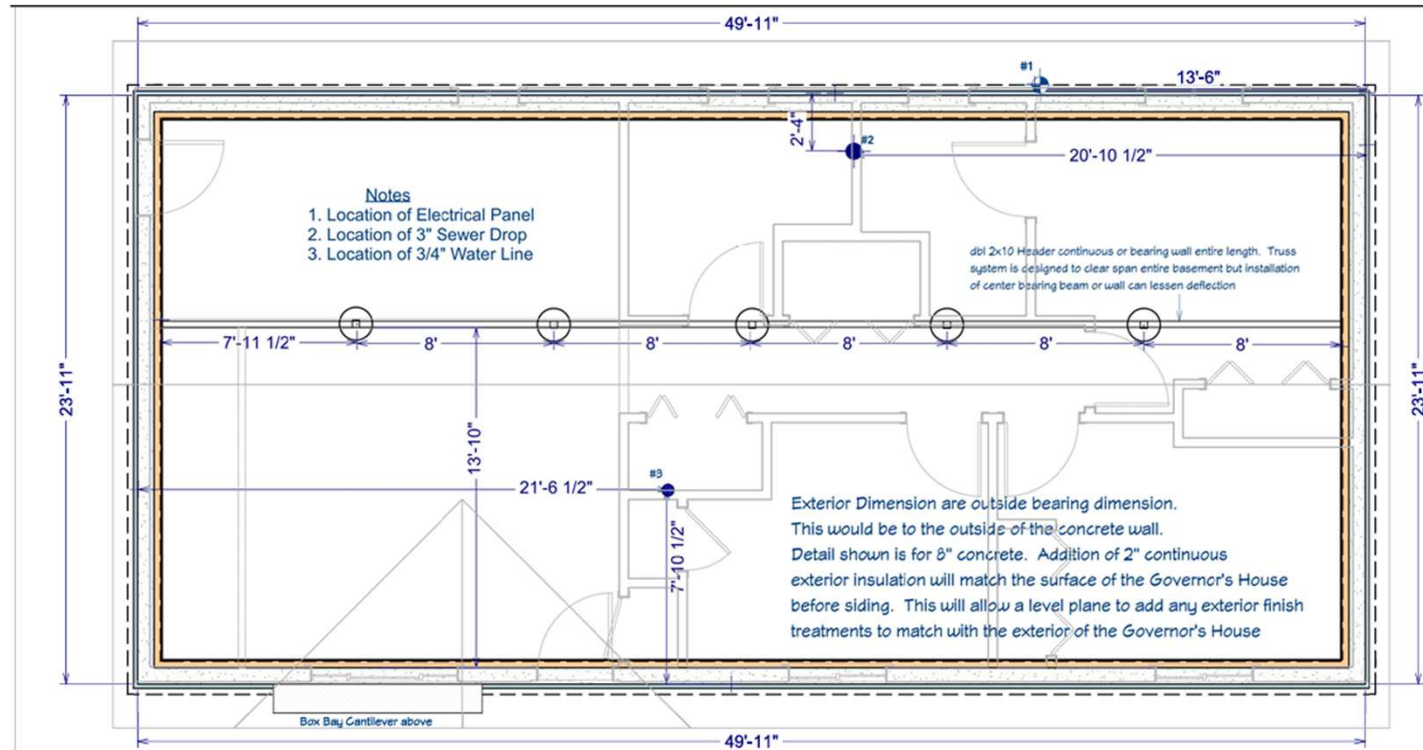 49'-11"
#1
13'-6"
2'-4"
#2
20'-10 1/2"
Notes
1. Location of Electrical Panel
2. Location of 3" Sewer Drop
3. Location of 3/4" Water Line
dbl 2x10 Header continuous or bearing wall entire length. Truss
system is designed to clear span entire basement but installation
of center bearing beam or wall can lessen deflection
7'-11 1/2"
8'
8'
8'
8'
8'
23'-11"
23'-11"
13'-10"
#3
21'-6 1/2"
7'-10 1/2"
Exterior Dimension are outside bearing dimension.
This would be to the outside of the concrete wall.
Detail shown is for 8" concrete. Addition of 2" continuous
exterior insulation will match the surface of the Governor's House
before siding. This will allow a level plane to add any exterior finish
treatments to match with the exterior of the Governor's House
Box Bay Cantilever above
49'-11"